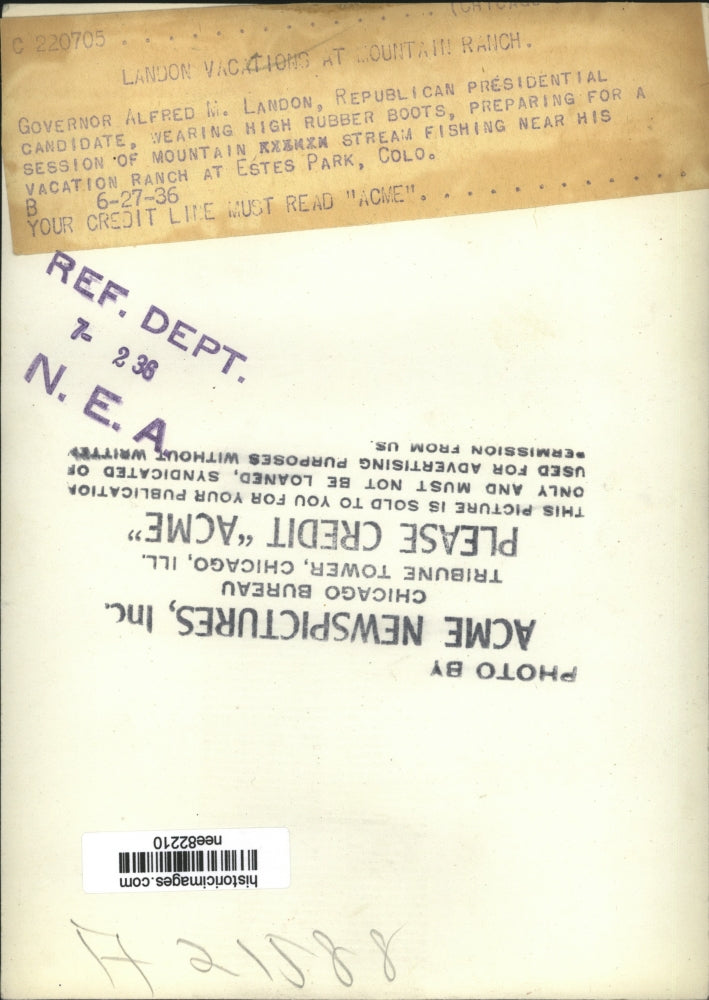 (CHICAGO
C 220705 . . . . . . . . . . .
LANDON VACATIONS AT MOUNTAIN RANCH.
GOVERNOR ALFRED M. LANDON, REPUBLICAN PRESIDENTIAL
CANDIDATE, WEARING HIGH RUBBER BOOTS, PREPARING FOR A
SESSION OF MOUNTAIN STREAM FISHING NEAR HIS
VACATION RANCH AT ESTES PARK, COLO.
B 6-27-36
YOUR CREDIT LINE MUST READ "ACME". . . . . . . . . . .
REF. DEPT.
7- 2 36
N. E. A
PHOTO BY
ACME NEWSPICTURES, Inc.
CHICAGO BUREAU
TRIBUNE TOWER, CHICAGO, ILL.
PLEASE CREDIT "ACME"
THIS PICTURE IS SOLD TO YOU FOR YOUR PUBLICATION
ONLY AND MUST NOT BE LOANED, SYNDICATED OR
USED FOR ADVERTISING PURPOSES WITHOUT WRITTEN
PERMISSION FROM US.
historicimages.com
nee82210